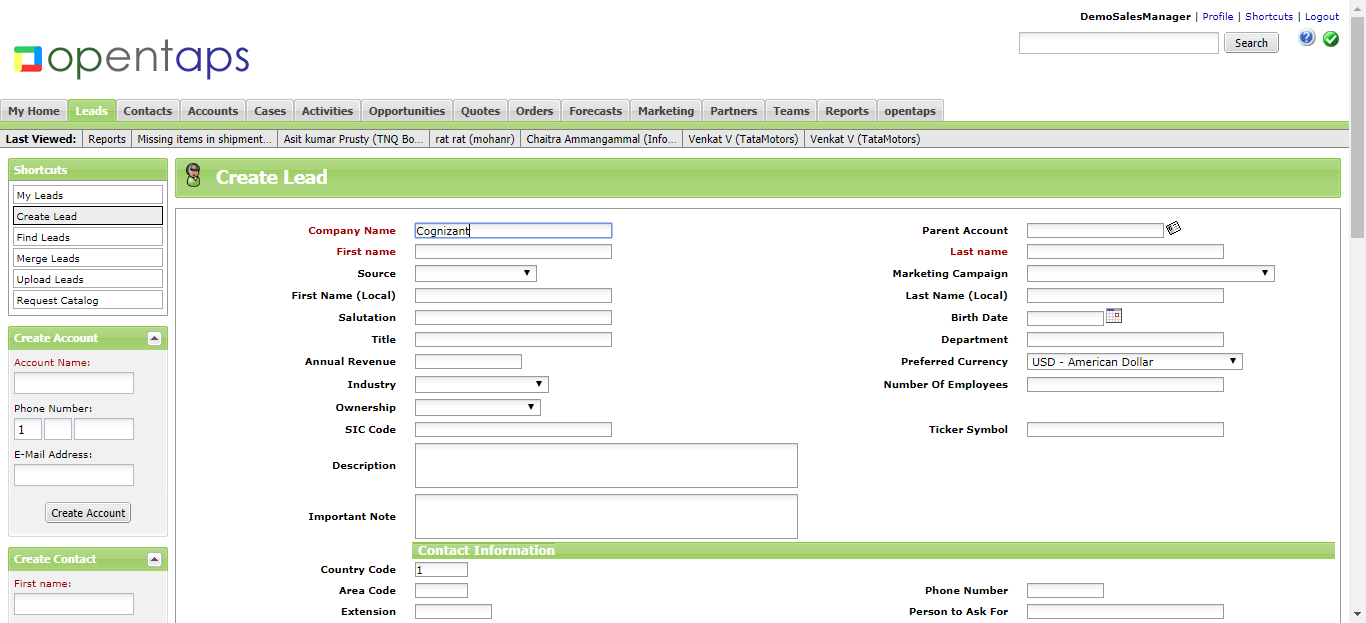 DemoSalesManager | Profile | Shortcuts | Logout
opentaps
Search
My Home Leads Contacts Accounts Cases Activities Opportunities Quotes Orders Forecasts Marketing Partners Teams Reports opentaps
Last Viewed: Reports Missing items in shipment... Asit kumar Prusty (TNQ Bo... rat rat (mohanr) Chaitra Ammangammal (Info... Venkat V (TataMotors) Venkat V (TataMotors)
Shortcuts
My Leads
Create Lead
Find Leads
Merge Leads
Upload Leads
Request Catalog
Create Account
Account Name:
Phone Number:
1
E-Mail Address:
Create Account
Create Contact
First name:
Create Lead
Company Name Cognizant Parent Account
First name Last name
Source Marketing Campaign
First Name (Local) Last Name (Local)
Salutation Birth Date
Title Department
Annual Revenue Preferred Currency USD - American Dollar
Industry Number Of Employees
Ownership
SIC Code Ticker Symbol
Description
Important Note
Contact Information
Country Code 1
Area Code Phone Number
Extension Person to Ask For